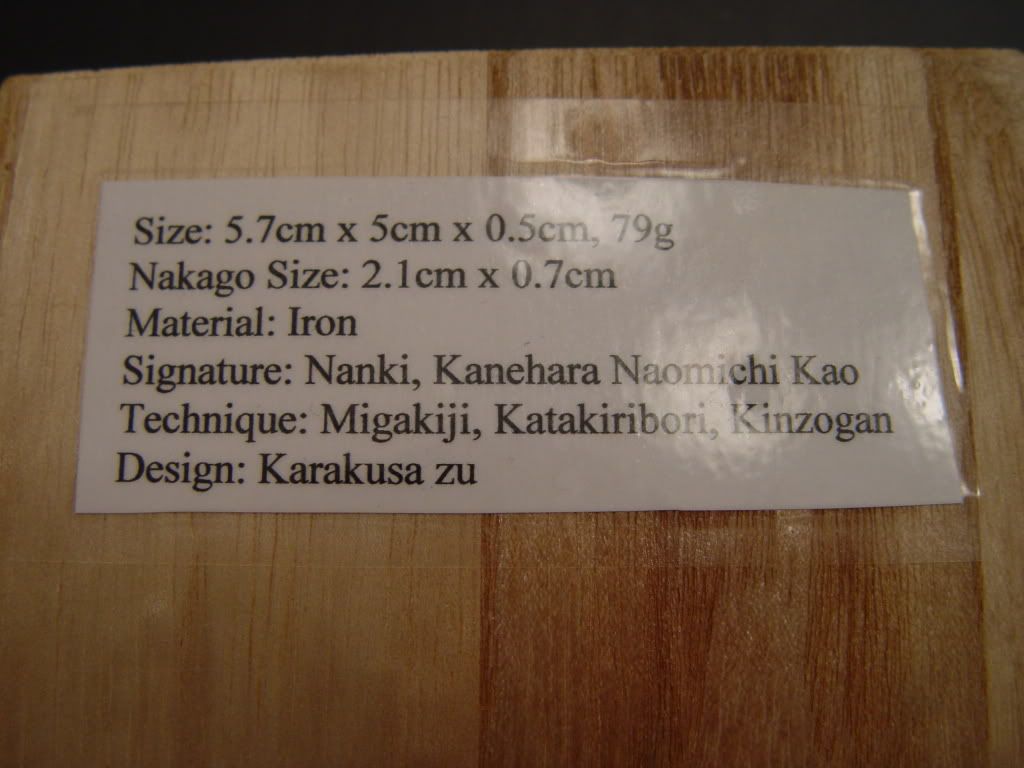 Size: 5.7cm x 5cm x 0.5cm, 79g
Nakago Size: 2.1cm x 0.7cm
Material: Iron
Signature: Nanki, Kanehara Naomichi Kao
Technique: Migakiji, Katakiribori, Kinzogan
Design: Karakusa zu